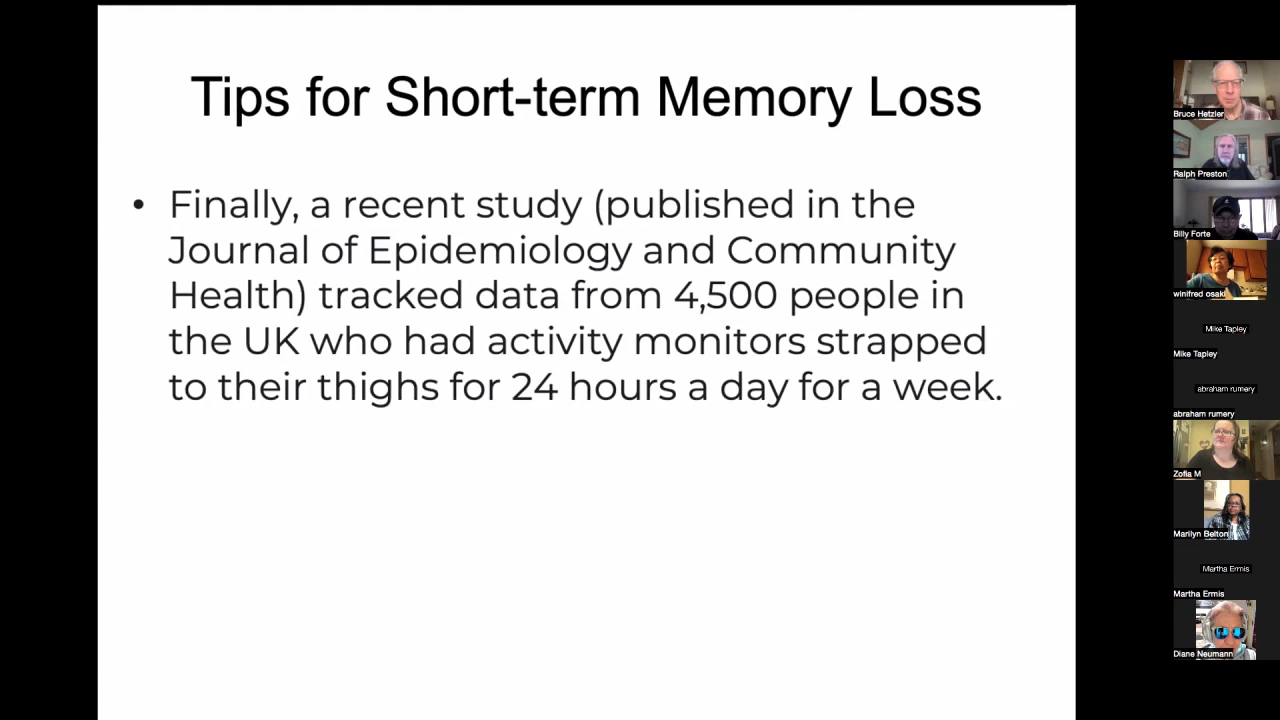 Tips for Short-term Memory Loss
• Finally, a recent study (published in the
Journal of Epidemiology and Community
Health) tracked data from 4,500 people in
the UK who had activity monitors strapped
to their thighs for 24 hours a day for a week.
Bruce Hetzler
Ralph Preston
Billy Forte
winifred osaki
Mike Tapley
Mike Tapley
abraham rumery
abraham rumery
Zofia M
Marilyn Belton
Martha Ermis
Martha Ermis
Diane Neumann